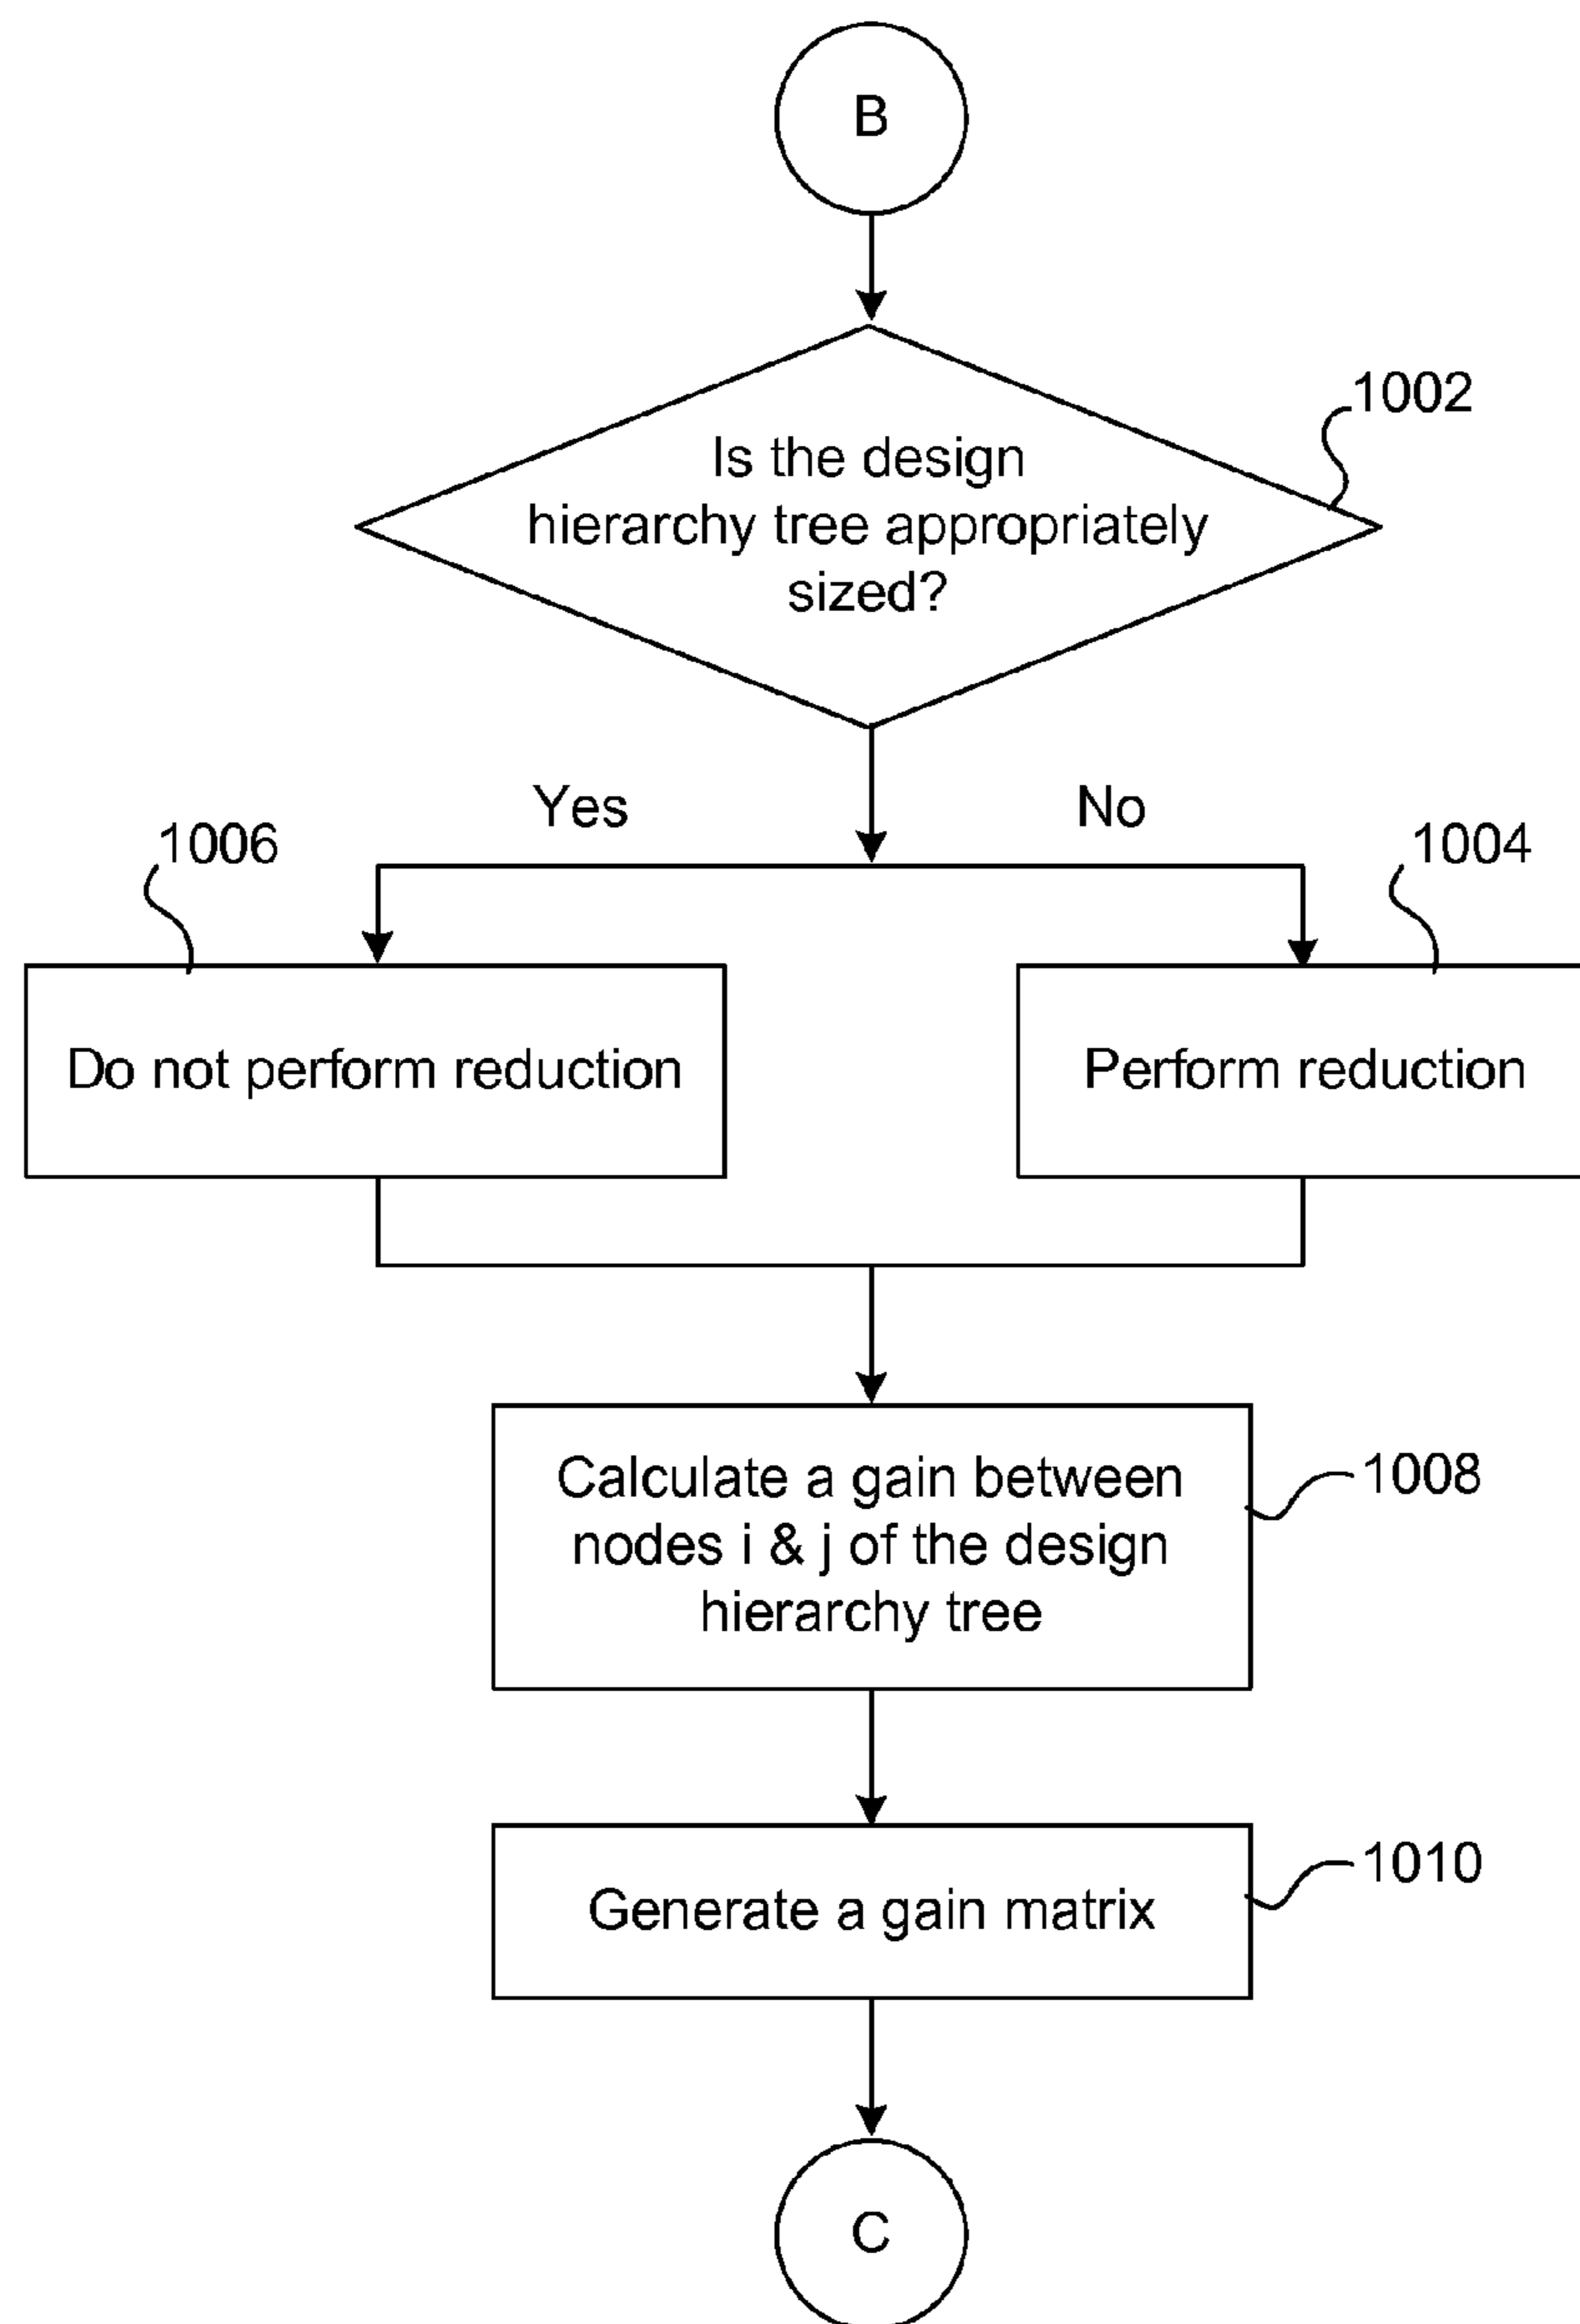 B
1002
Is the design
hierarchy tree appropriately
sized?
Yes
No
1006
1004
Do not perform reduction
Perform reduction
Calculate a gain between
nodes i & j of the design
hierarchy tree
1008
Generate a gain matrix
1010
C